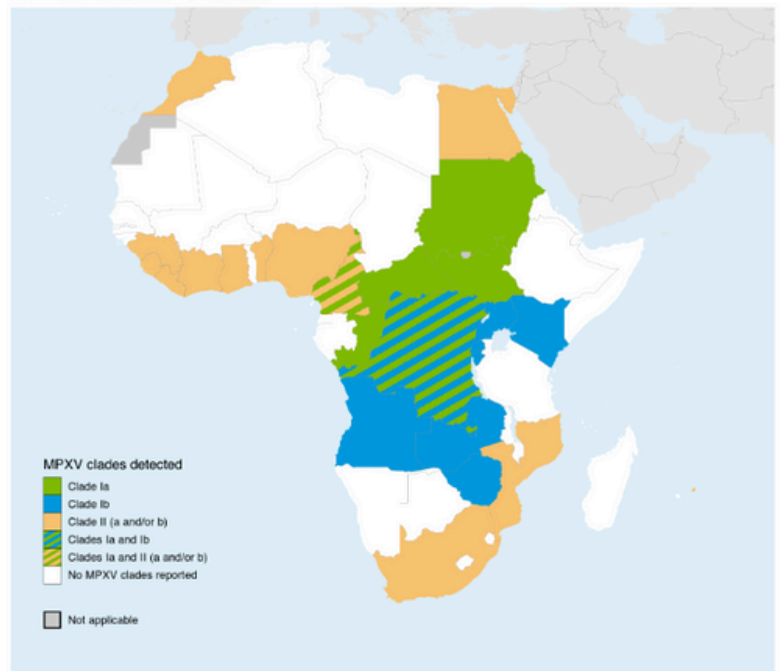 MPXV clades detected
Clade Ia
Clade Ib
Clade II (a and/or b)
Clades Ia and Ib
Clades Ia and II (a and/or b)
No MPXV clades reported
Not applicable